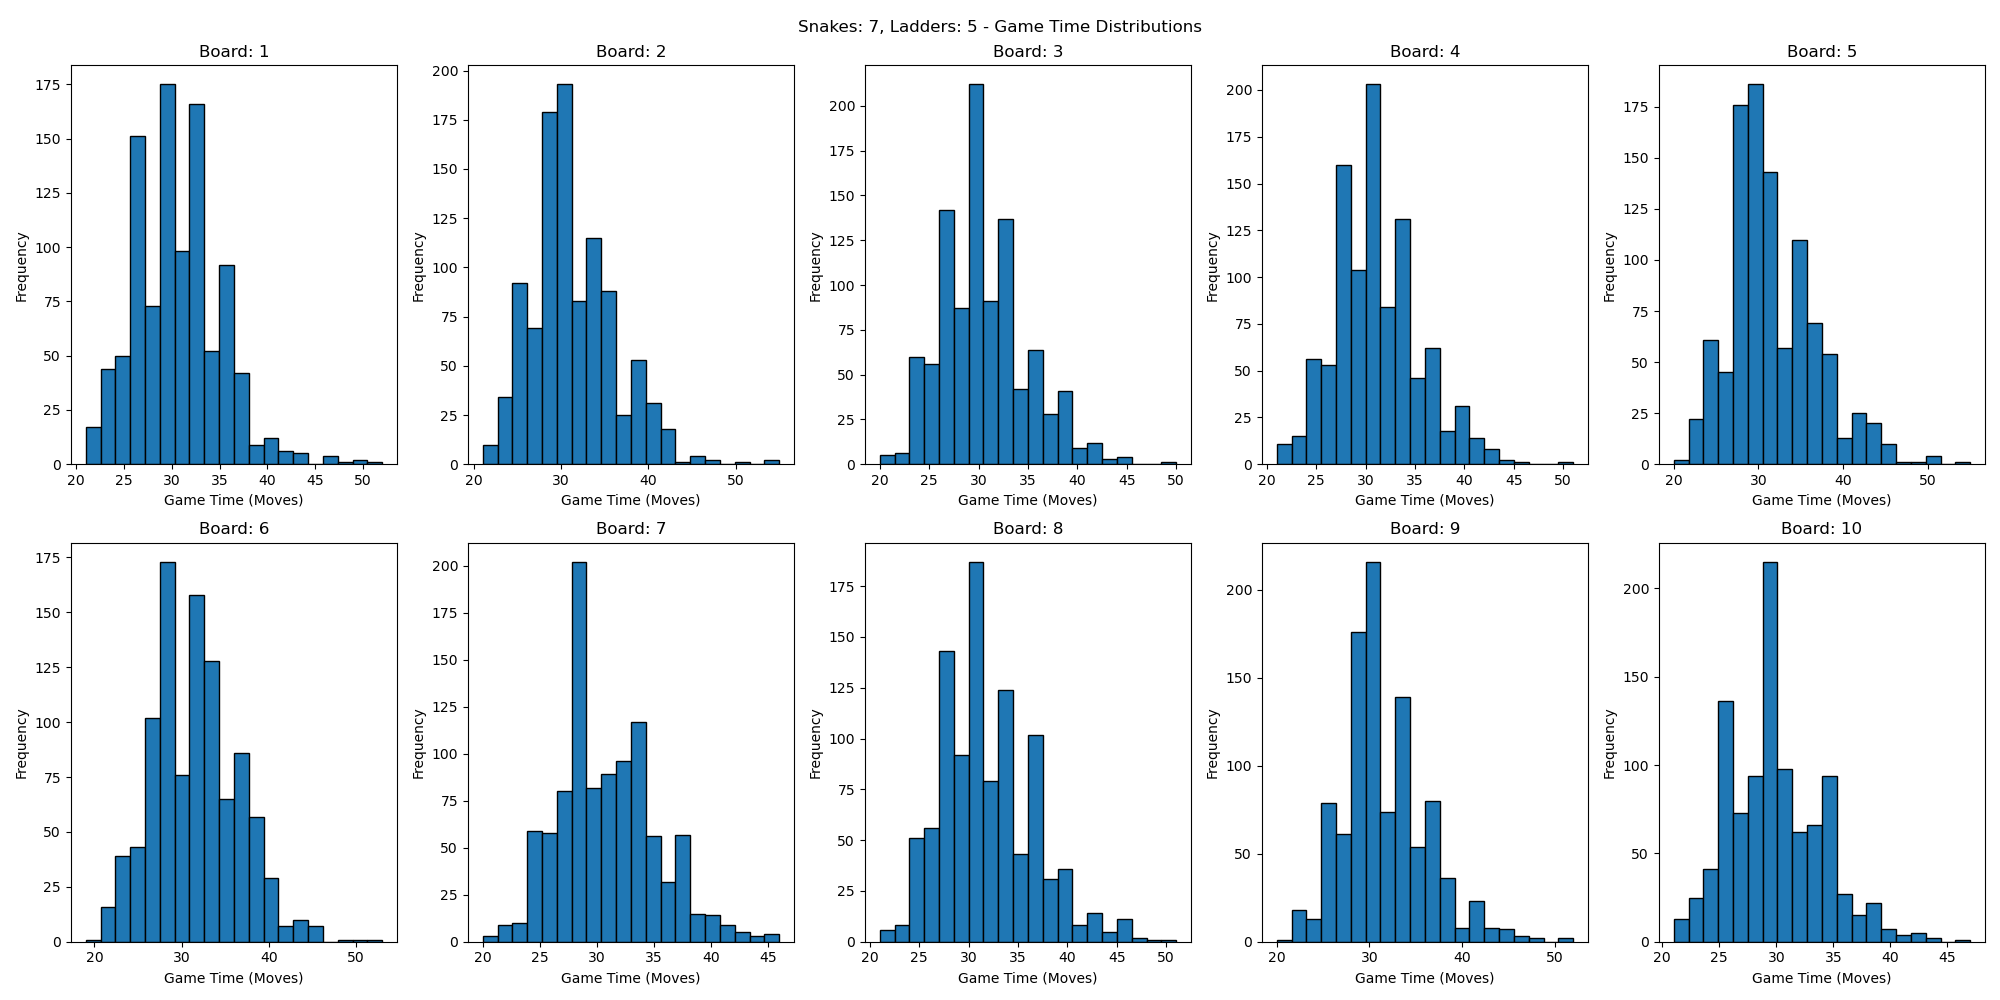 Snakes: 7, Ladders: 5 - Game Time Distributions
Board: 1
175
150
125
100
75
50
25
0
Frequency
20 25 30 35 40 45 50
Game Time (Moves)
Board: 2
200
175
150
125
100
75
50
25
0
Frequency
20 30 40 50
Game Time (Moves)
Board: 3
200
175
150
125
100
75
50
25
0
Frequency
20 25 30 35 40 45 50
Game Time (Moves)
Board: 4
200
175
150
125
100
75
50
25
0
Frequency
20 25 30 35 40 45 50
Game Time (Moves)
Board: 5
175
150
125
100
75
50
25
0
Frequency
20 30 40 50
Game Time (Moves)
Board: 6
175
150
125
100
75
50
25
0
Frequency
20 30 40 50
Game Time (Moves)
Board: 7
200
175
150
125
100
75
50
25
0
Frequency
20 25 30 35 40 45
Game Time (Moves)
Board: 8
175
150
125
100
75
50
25
0
Frequency
20 25 30 35 40 45 50
Game Time (Moves)
Board: 9
200
150
100
50
0
Frequency
20 30 40 50
Game Time (Moves)
Board: 10
200
150
100
50
0
Frequency
20 25 30 35 40 45
Game Time (Moves)